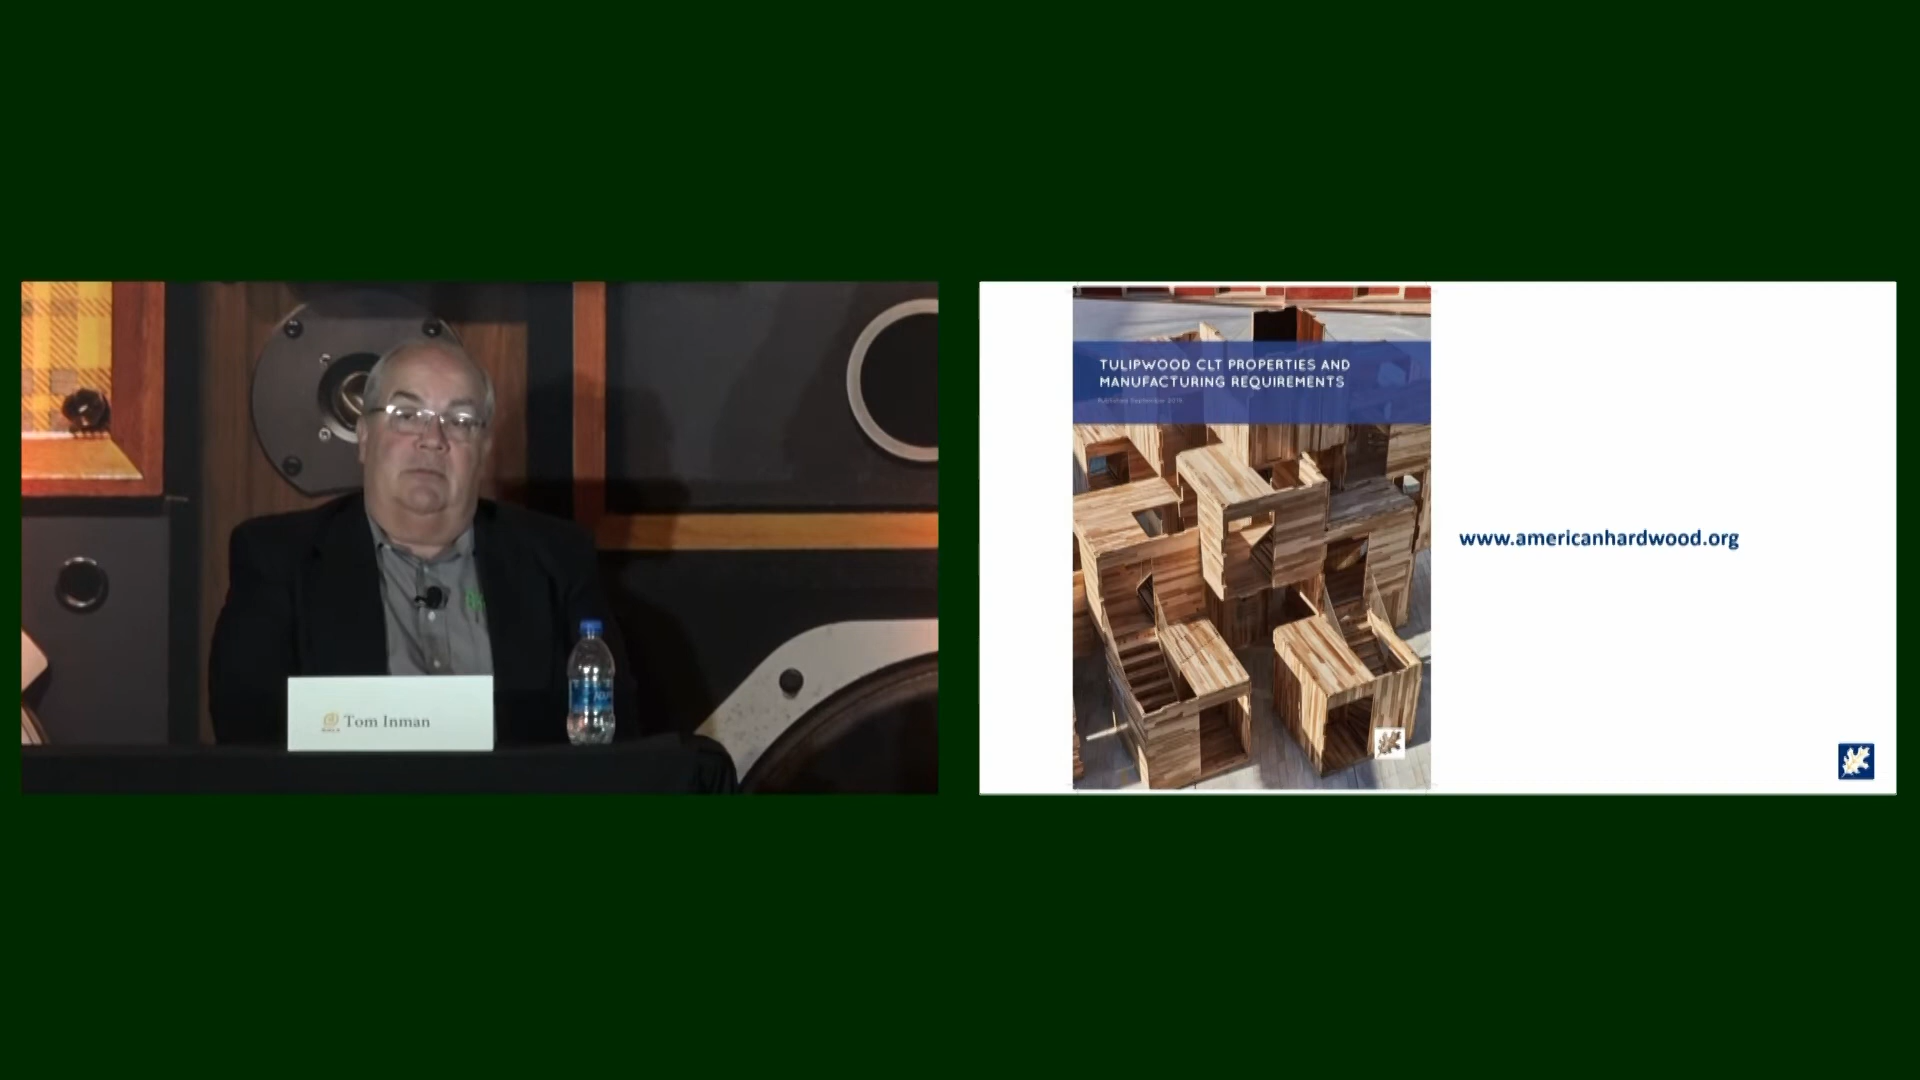 Tom Inman
TULIPWOOD CLT PROPERTIES AND
MANUFACTURING REQUIREMENTS
www.americanhardwood.org